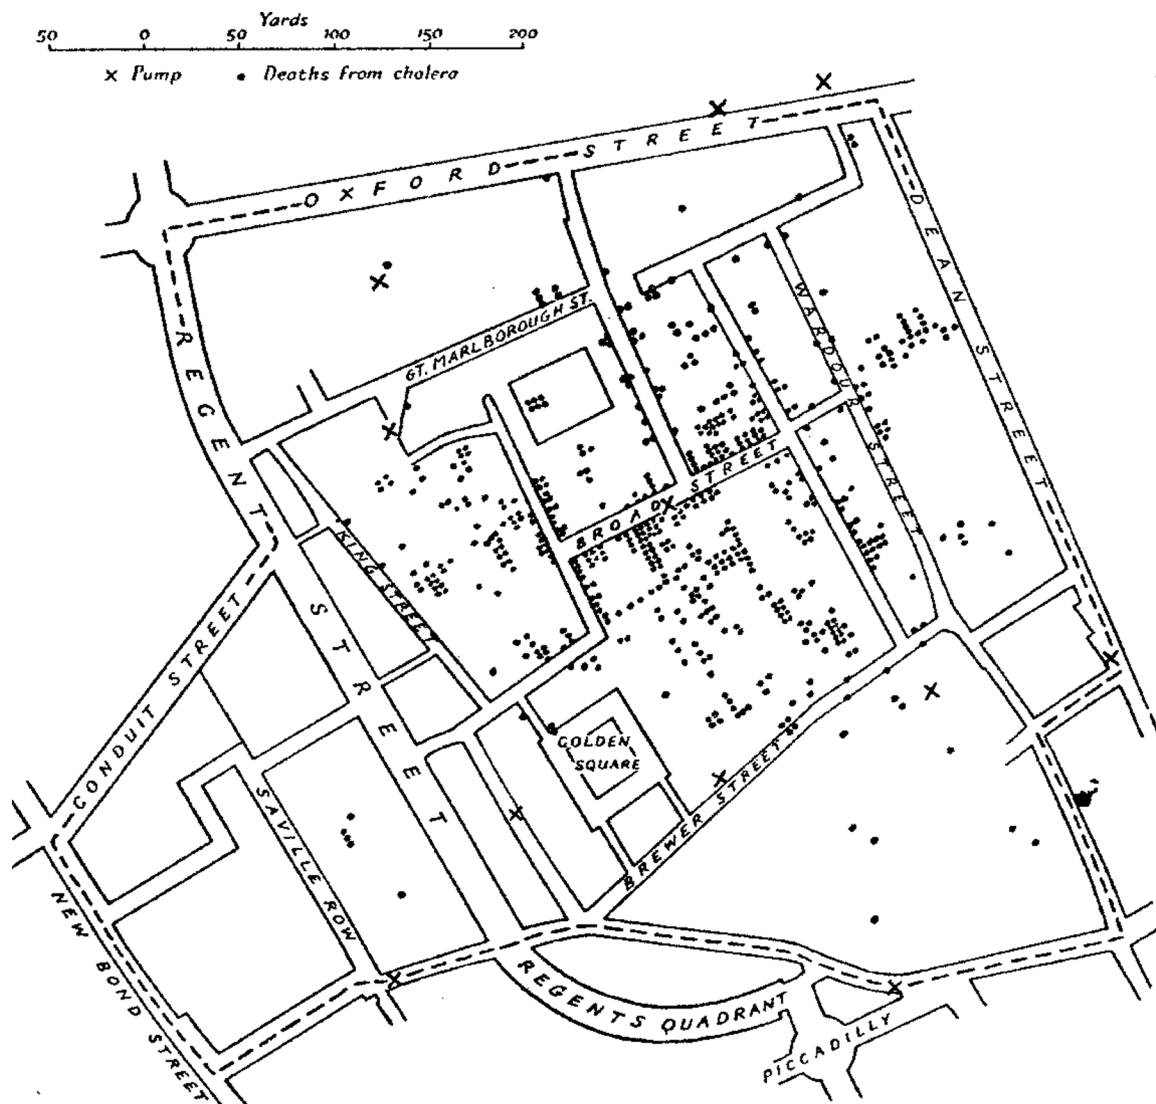 Yards
50 0 50 100 150 200
× Pump • Deaths from cholera
OXFORD STREET
DEAN STREET
REGENT STREET
GT. MARLBOROUGH ST.
WARDOUR STREET
BROAD STREET
KING STREET
CONDUIT STREET
GOLDEN
SQUARE
BREWER STREET
SAVILLE ROW
NEW BOND STREET
REGENTS QUADRANT
PICCADILLY